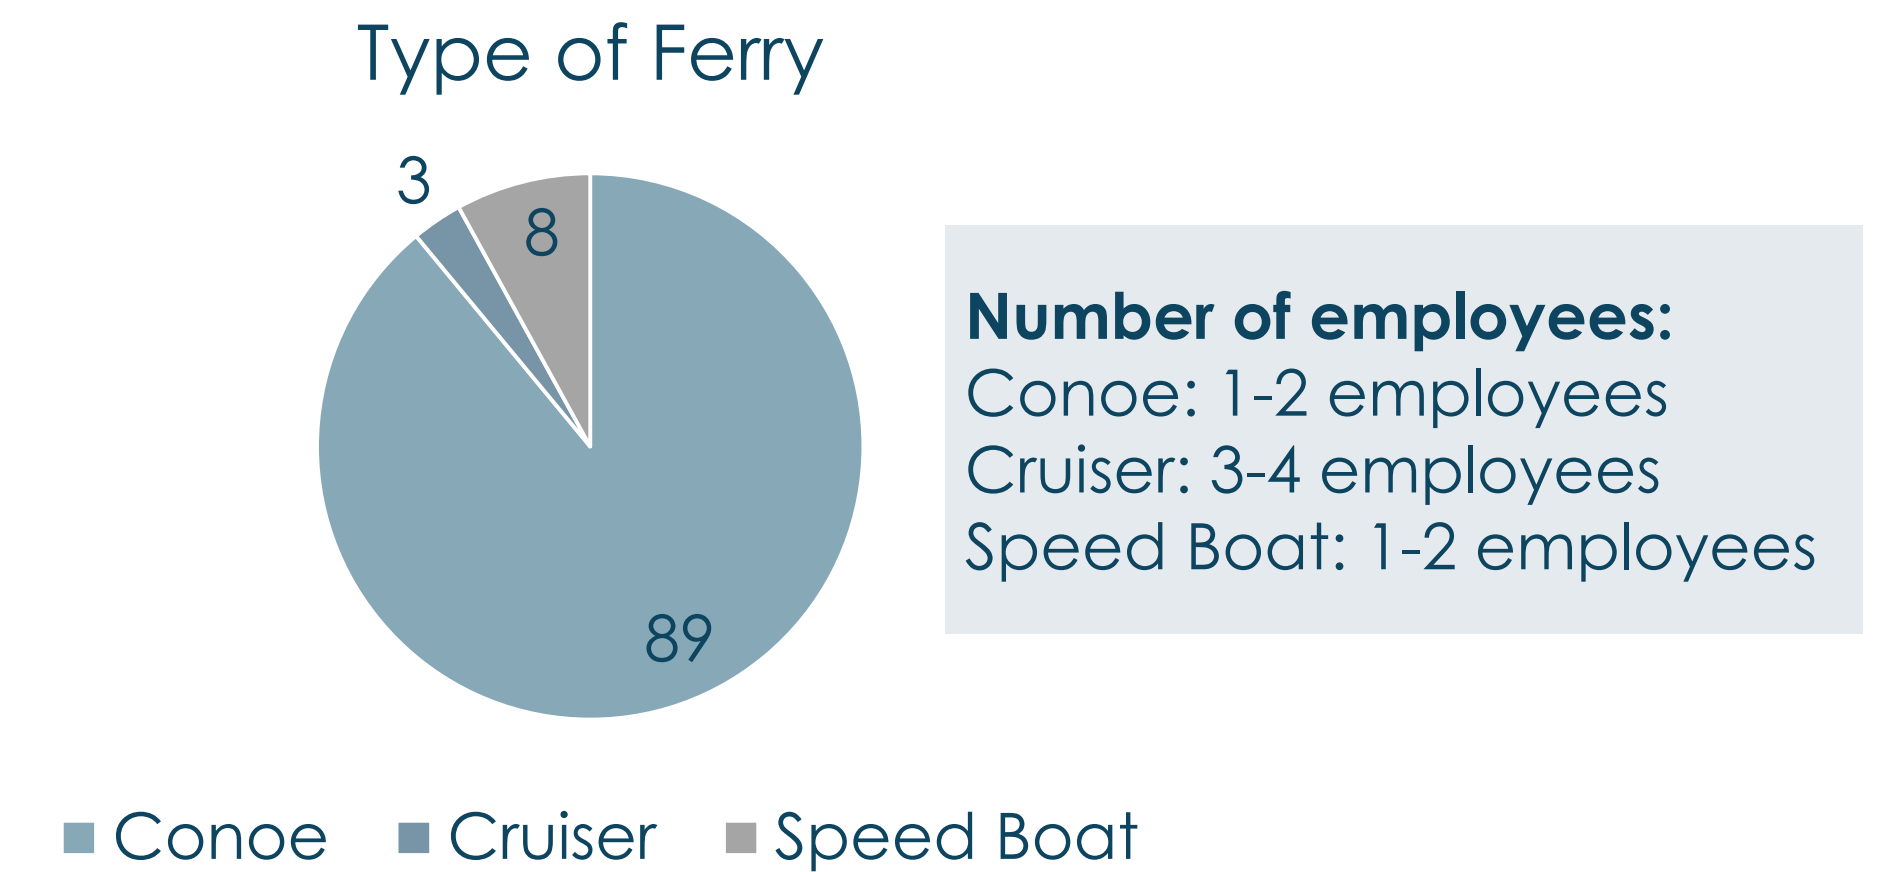 Type of Ferry
3
8
89
Number of employees:
Conoe: 1-2 employees
Cruiser: 3-4 employees
Speed Boat: 1-2 employees
Conoe Cruiser Speed Boat